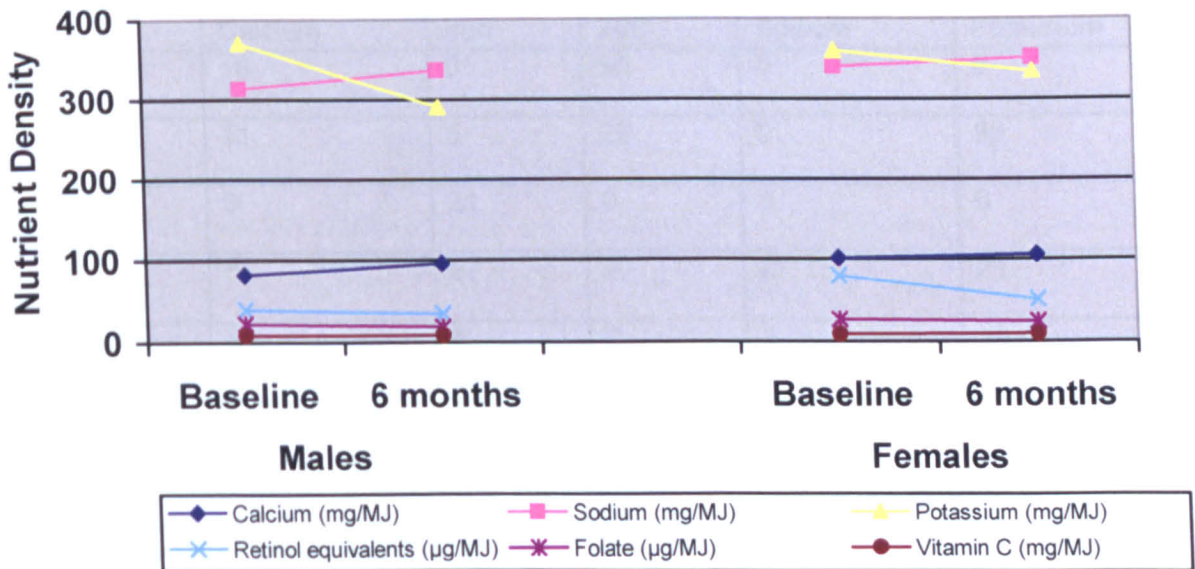 Nutrient Density
400
300
200
100
0
Baseline 6 months Baseline 6 months
Males Females
Calcium (mg/MJ) Sodium (mg/MJ) Potassium (mg/MJ)
Retinol equivalents (µg/MJ) Folate (µg/MJ) Vitamin C (mg/MJ)